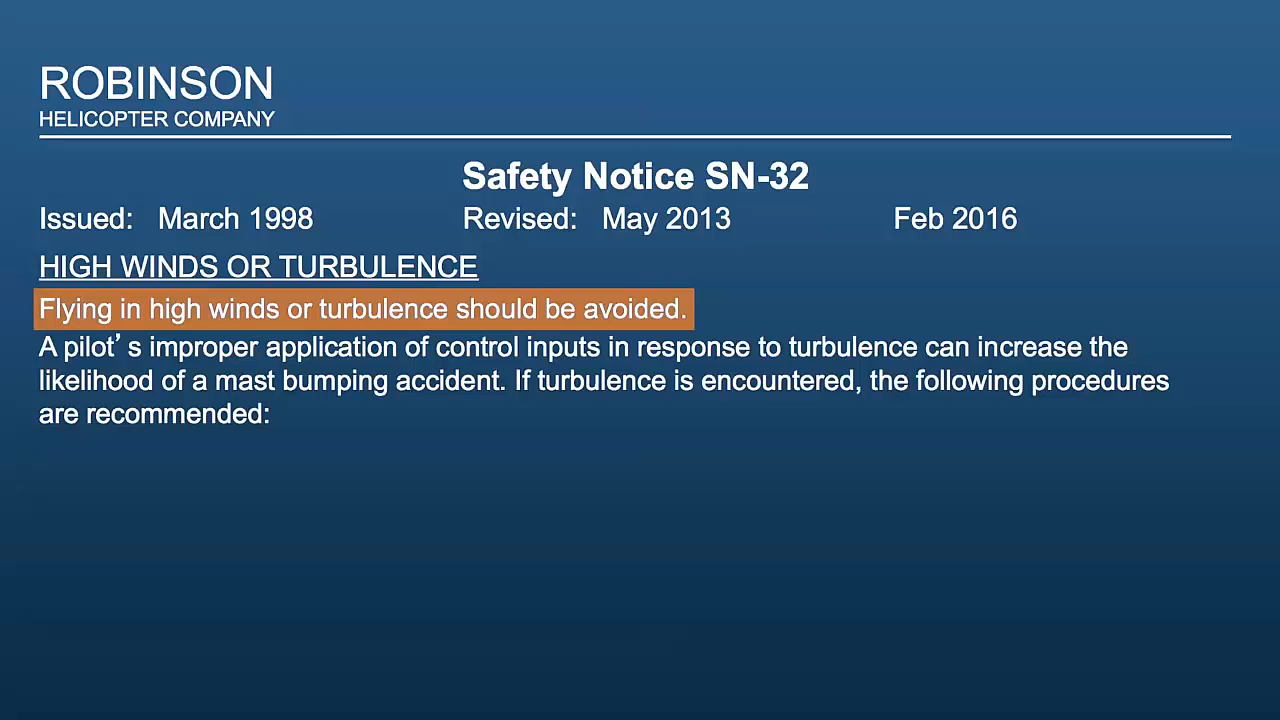 ROBINSON
HELICOPTER COMPANY
Safety Notice SN-32
Issued: March 1998 Revised: May 2013 Feb 2016
HIGH WINDS OR TURBULENCE
Flying in high winds or turbulence should be avoided.
A pilot’s improper application of control inputs in response to turbulence can increase the
likelihood of a mast bumping accident. If turbulence is encountered, the following procedures
are recommended: